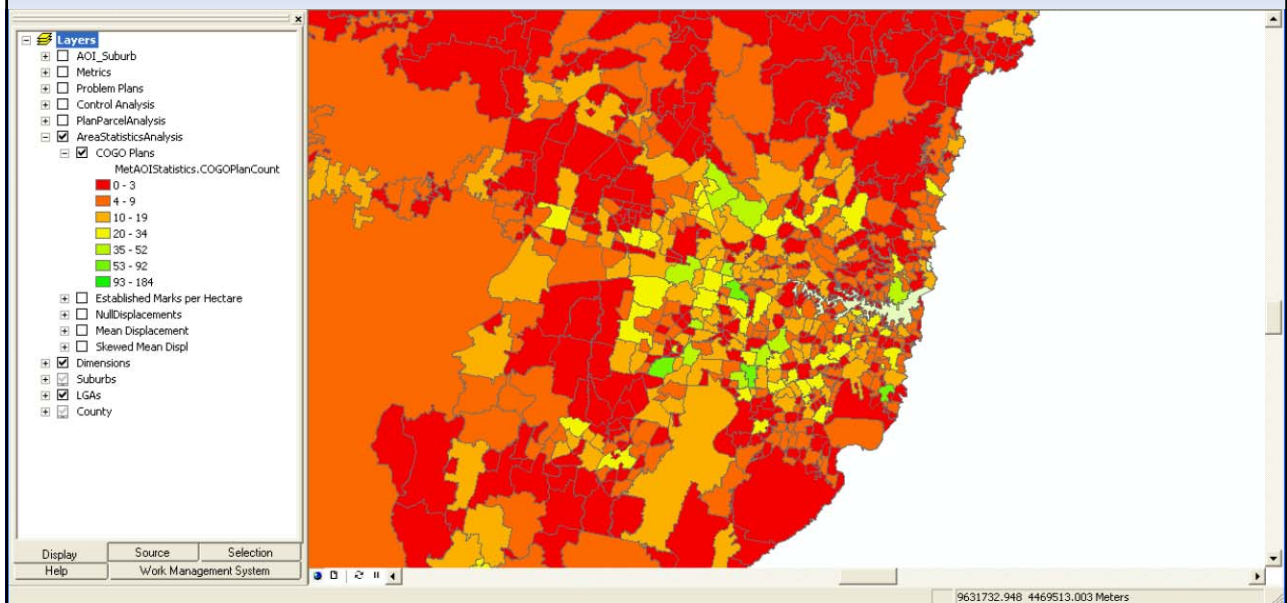 Layers
AOI_Suburb
Metrics
Problem Plans
Control Analysis
PlanParcelAnalysis
AreaStatisticsAnalysis
COGO Plans
MetAOIStatistics.COGOPlanCount
0 - 3
4 - 9
10 - 19
20 - 34
35 - 52
53 - 92
93 - 184
Established Marks per Hectare
NullDisplacements
Mean Displacement
Skewed Mean Displ
Dimensions
Suburbs
LGAs
County
Display Source Selection
Help Work Management System
9631732.948 4469513.003 Meters